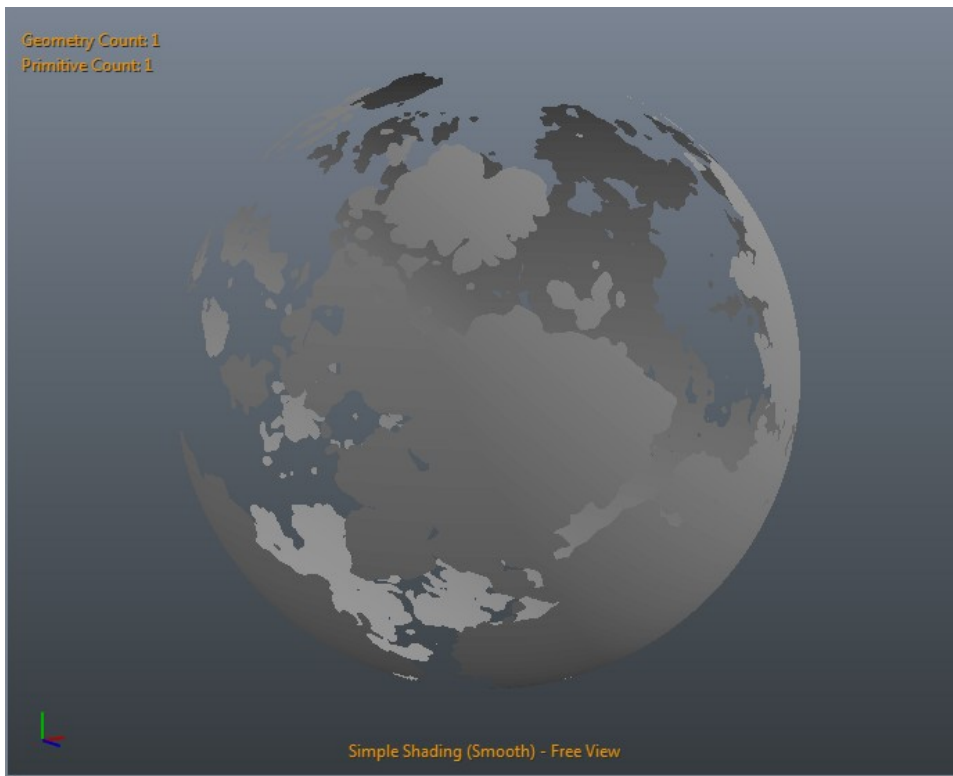 Geometry Count: 1
Primitive Count: 1
Simple Shading (Smooth) - Free View